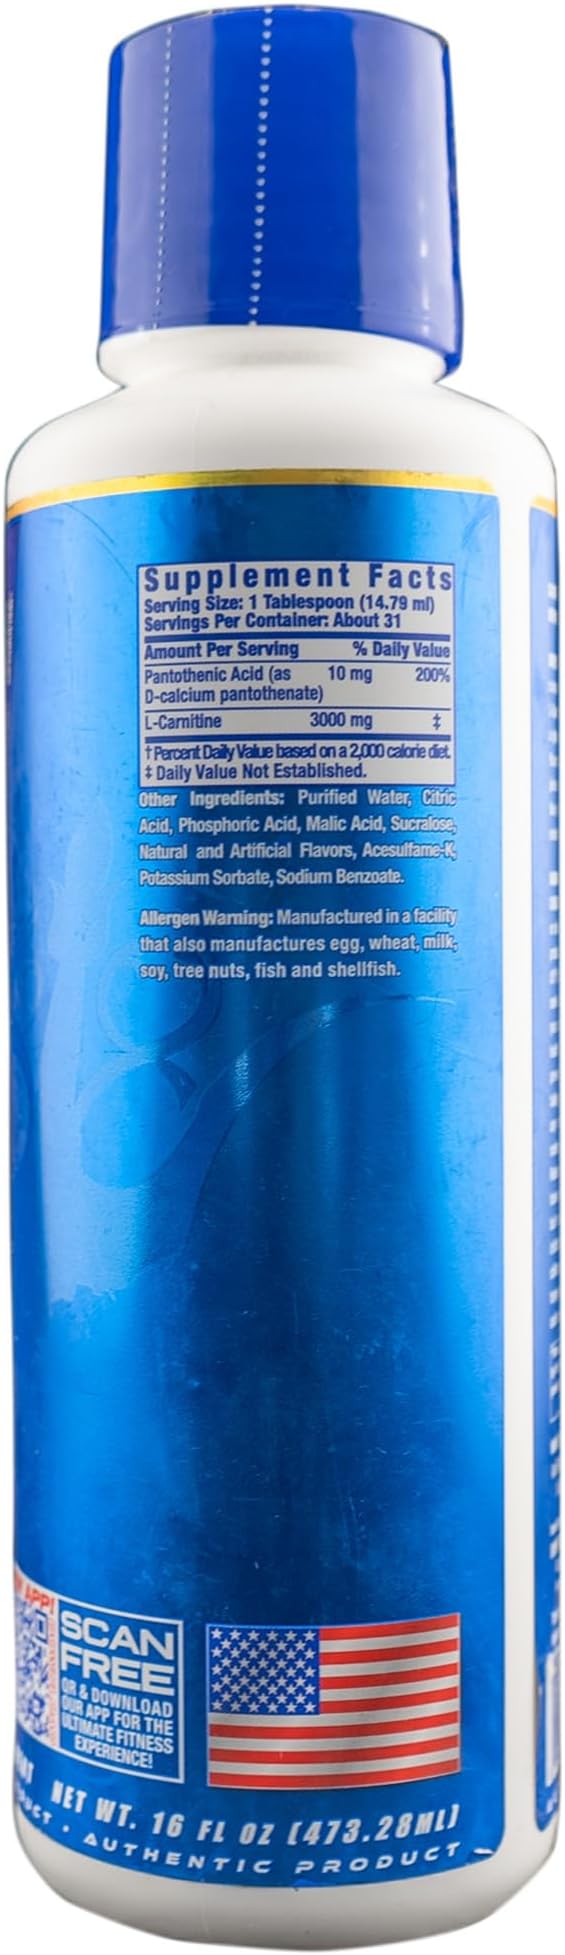 Supplement Facts
Serving Size: 1 Tablespoon (14.79 ml)
Servings Per Container: About 31
Amount Per Serving % Daily Value
Pantothenic Acid (as 10 mg 200%
D-calcium pantothenate)
L-Carnitine 3000 mg ‡
† Percent Daily Value based on a 2,000 calorie diet.
‡ Daily Value Not Established.
Other Ingredients: Purified Water, Citric
Acid, Phosphoric Acid, Malic Acid, Sucralose,
Natural and Artificial Flavors, Acesulfame-K,
Potassium Sorbate, Sodium Benzoate.
Allergen Warning: Manufactured in a facility
that also manufactures egg, wheat, milk,
soy, tree nuts, fish and shellfish.
APP!
SCAN
FREE
QR & DOWNLOAD
OUR APP FOR THE
ULTIMATE FITNESS
EXPERIENCE!
NET WT. 16 FL OZ (473.28ML)
• AUTHENTIC PRODUCT